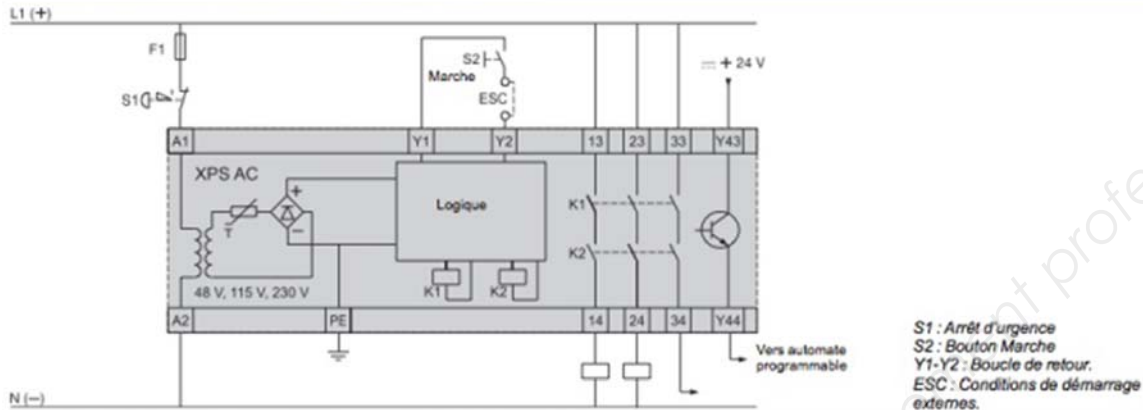 L1 (+)
F1
S1
S2
Marche
ESC
+ 24 V
A1
Y1
Y2
13
23
33
Y43
XPS AC
+
T
−
Logique
K1
K2
K1
K2
48 V, 115 V, 230 V
A2
PE
14
24
34
Y44
Vers automate
programmable
N (−)
S1 : Arrêt d'urgence
S2 : Bouton Marche
Y1-Y2 : Boucle de retour.
ESC : Conditions de démarrage
externes.
nt profe